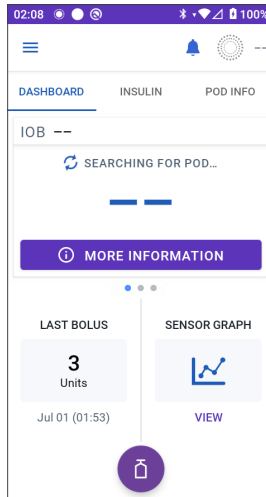 02:08 100%
--
DASHBOARD INSULIN POD INFO
IOB --
SEARCHING FOR POD...
— —
MORE INFORMATION
LAST BOLUS SENSOR GRAPH
3
Units
Jul 01 (01:53) VIEW